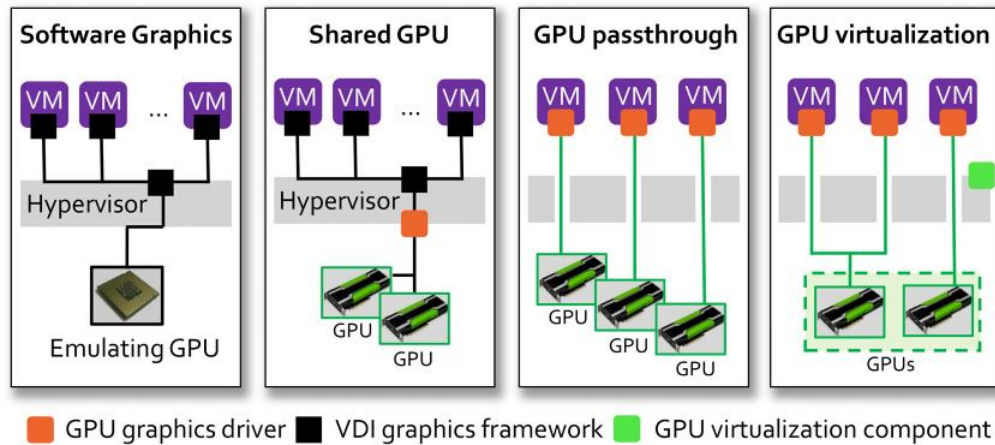 Software Graphics
VM VM ... VM
Hypervisor
Emulating GPU
Shared GPU
VM VM ... VM
Hypervisor
GPU
GPU
GPU passthrough
VM VM VM
GPU
GPU
GPU
GPU virtualization
VM VM VM
GPUs
GPU graphics driver VDI graphics framework GPU virtualization component